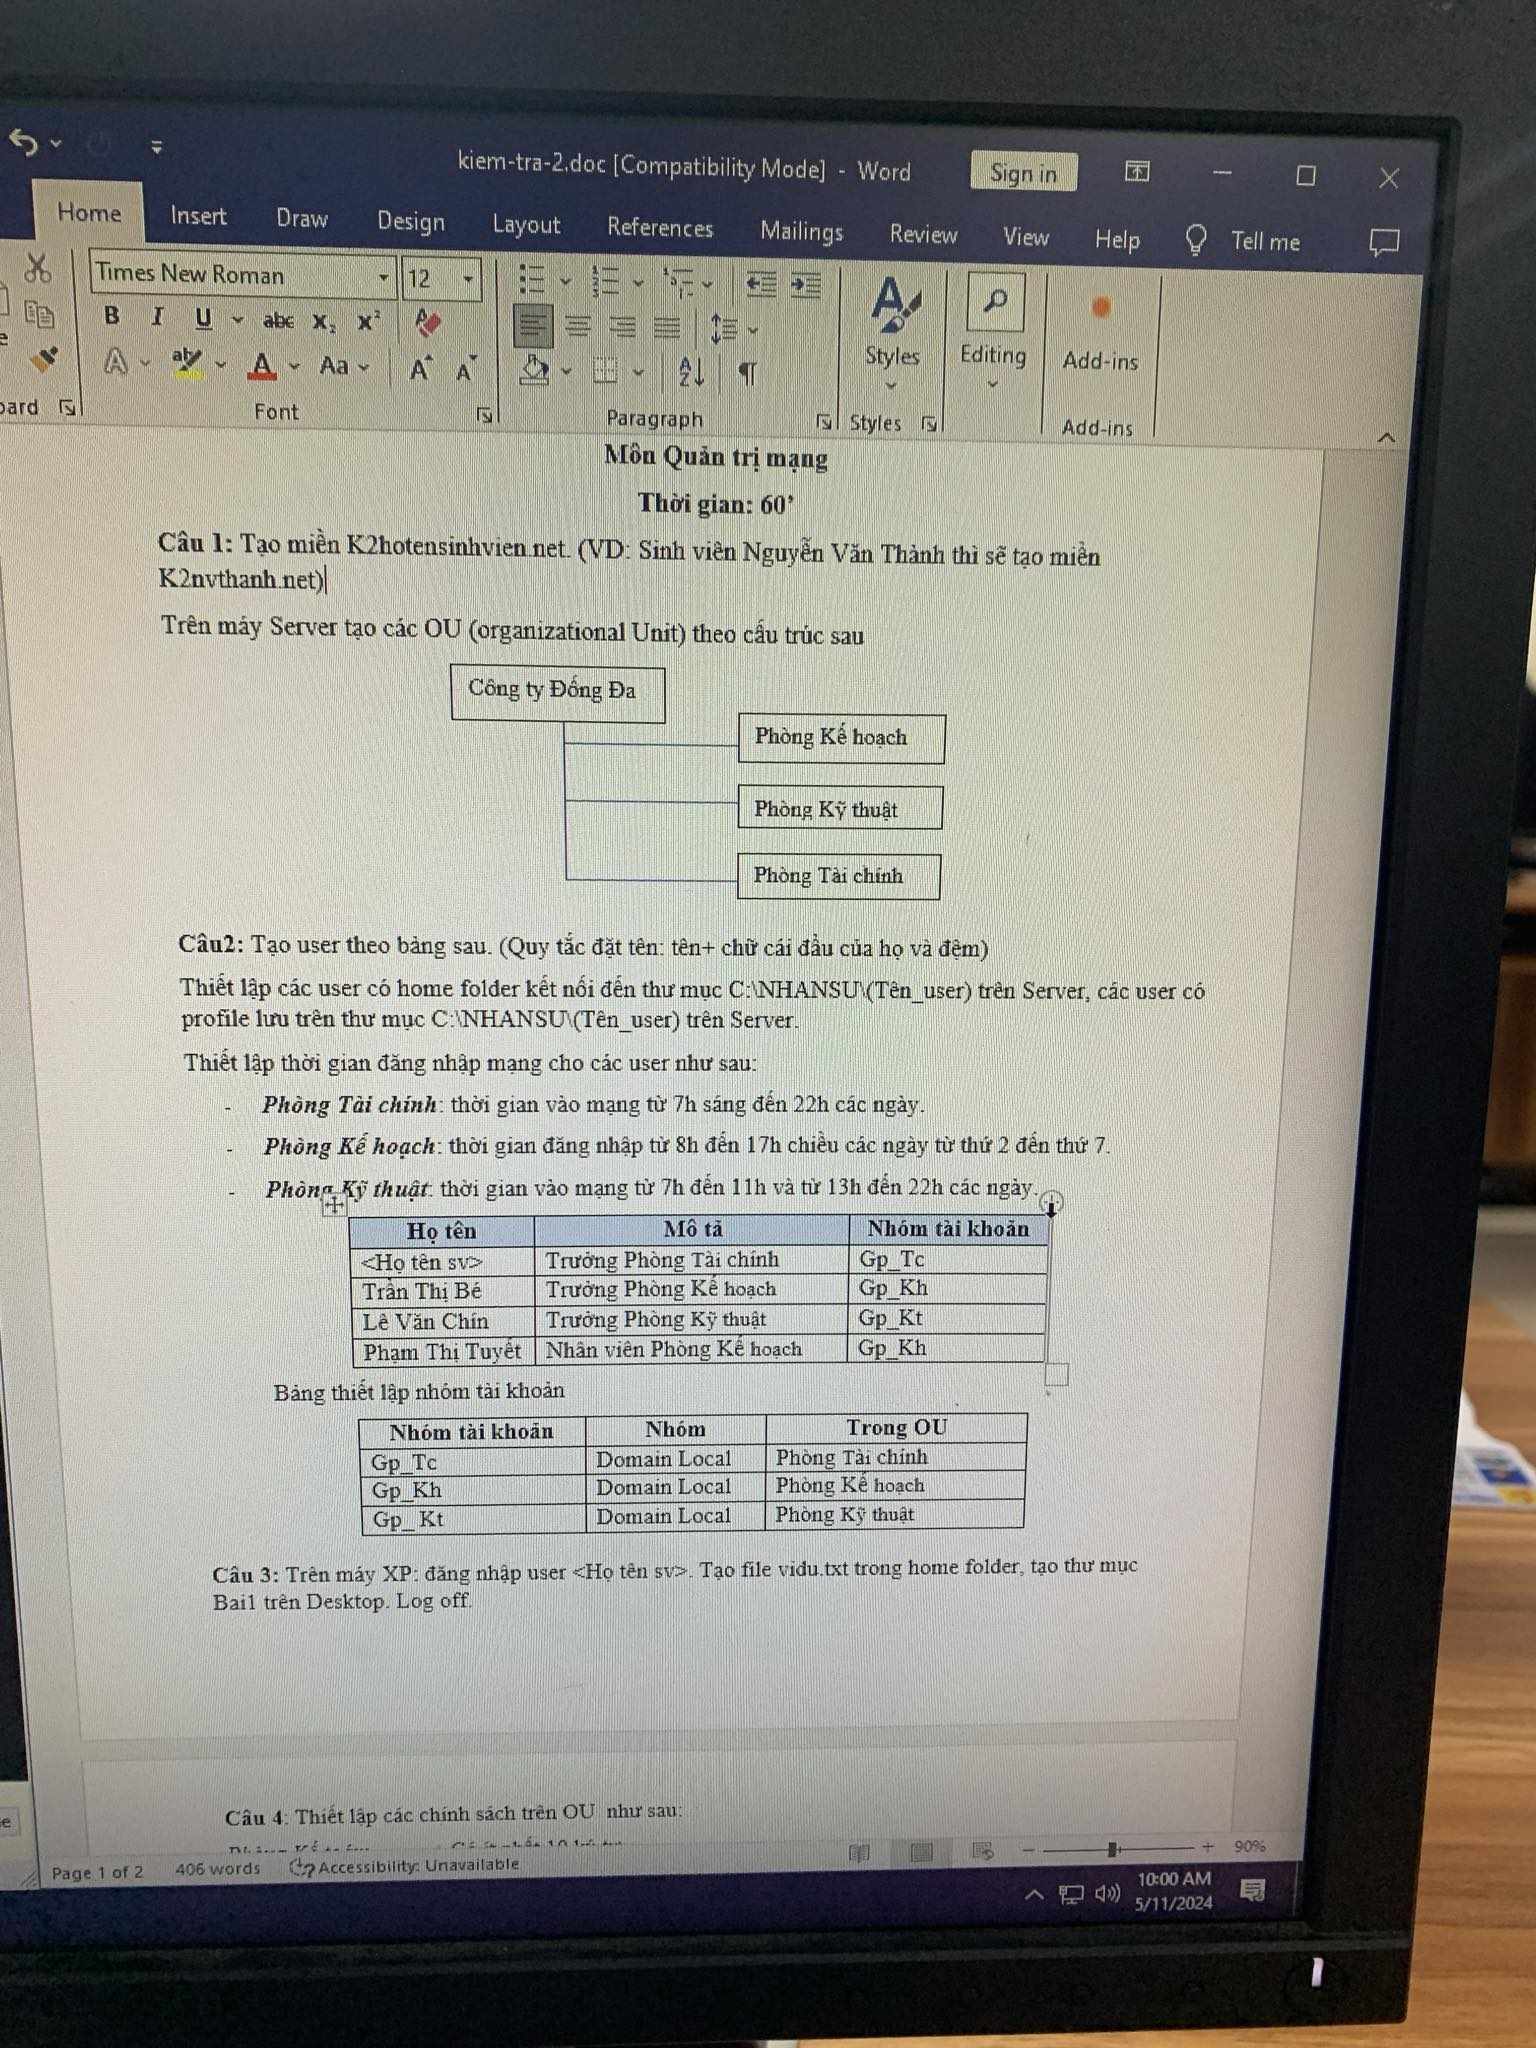 kiem-tra-2.doc [Compatibility Mode] - Word
Sign in
Home Insert Draw Design Layout References Mailings Review View Help Tell me
Times New Roman 12
Styles
Editing
Add-ins
Font
Paragraph
Styles
Add-ins
Môn Quản trị mạng
Thời gian: 60’
Câu 1: Tạo miền K2hotensinhvien.net. (VD: Sinh viên Nguyễn Văn Thành thì sẽ tạo miền
K2nvthanh.net)
Trên máy Server tạo các OU (organizational Unit) theo cấu trúc sau
Công ty Đống Đa
Phòng Kế hoạch
Phòng Kỹ thuật
Phòng Tài chính
Câu2: Tạo user theo bảng sau. (Quy tắc đặt tên: tên+ chữ cái đầu của họ và đệm)
Thiết lập các user có home folder kết nối đến thư mục C:\NHANSU\(Tên_user) trên Server, các user có
profile lưu trên thư mục C:\NHANSU\(Tên_user) trên Server.
Thiết lập thời gian đăng nhập mạng cho các user như sau:
- Phòng Tài chính: thời gian vào mạng từ 7h sáng đến 22h các ngày.
- Phòng Kế hoạch: thời gian đăng nhập từ 8h đến 17h chiều các ngày từ thứ 2 đến thứ 7.
- Phòng Kỹ thuật: thời gian vào mạng từ 7h đến 11h và từ 13h đến 22h các ngày.
Họ tên Mô tả Nhóm tài khoản
<Họ tên sv> Trưởng Phòng Tài chính Gp_Tc
Trần Thị Bé Trưởng Phòng Kế hoạch Gp_Kh
Lê Văn Chín Trưởng Phòng Kỹ thuật Gp_Kt
Phạm Thị Tuyết Nhân viên Phòng Kế hoạch Gp_Kh
Bảng thiết lập nhóm tài khoản
Nhóm tài khoản Nhóm Trong OU
Gp_Tc Domain Local Phòng Tài chính
Gp_Kh Domain Local Phòng Kế hoạch
Gp_ Kt Domain Local Phòng Kỹ thuật
Câu 3: Trên máy XP: đăng nhập user <Họ tên sv>. Tạo file vidu.txt trong home folder, tạo thư mục
Bai1 trên Desktop. Log off.
Câu 4: Thiết lập các chính sách trên OU như sau:
Page 1 of 2 406 words Accessibility: Unavailable 90%
10:00 AM
5/11/2024